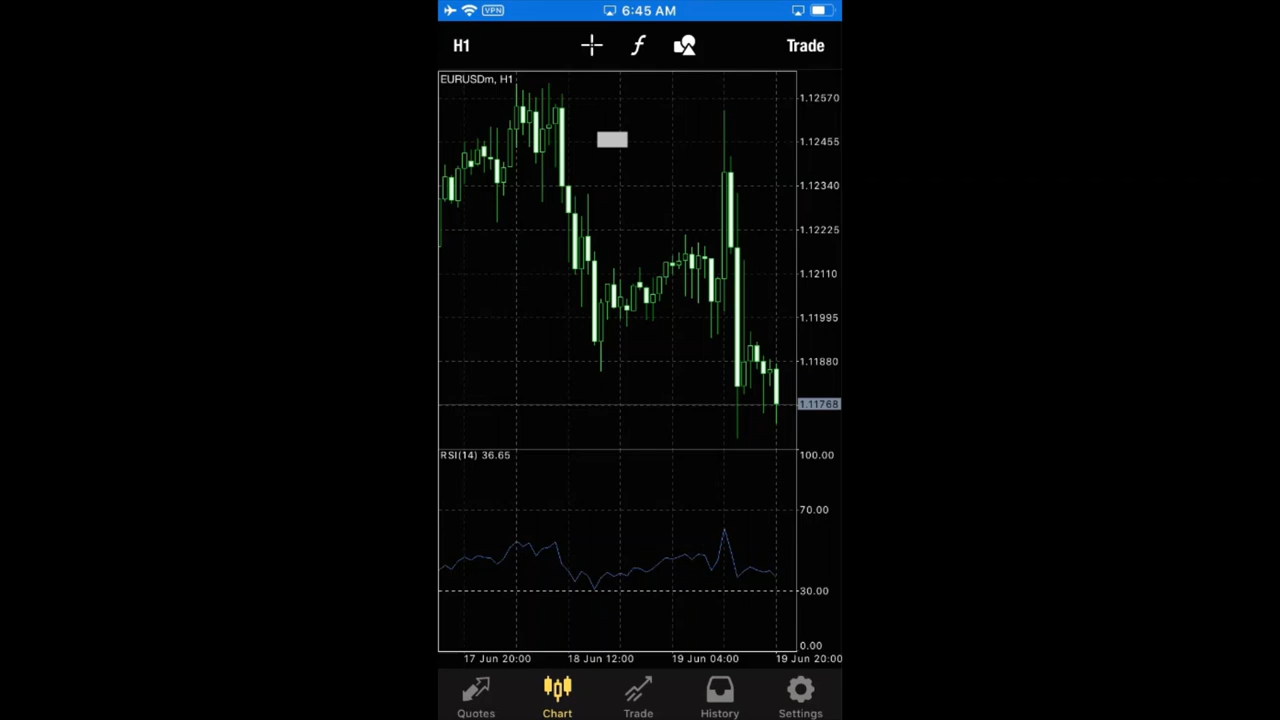 VPN 6:45 AM
H1 f Trade
EURUSDm, H1
1.12570
1.12455
1.12340
1.12225
1.12110
1.11995
1.11880
1.11768
RSI(14) 36.65
100.00
70.00
30.00
0.00
17 Jun 20:00 18 Jun 12:00 19 Jun 04:00 19 Jun 20:00
Quotes Chart Trade History Settings